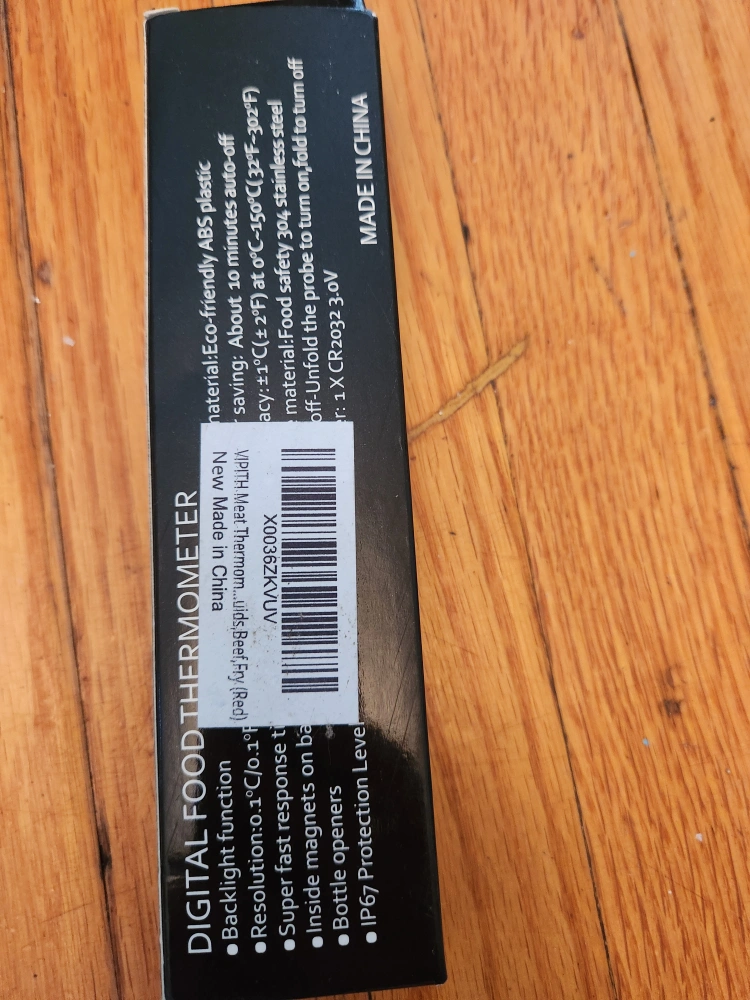 DIGITAL FOOD THERMOMETER
• Backlight function
• Resolution:0.1°C/0.1°F
• Super fast response ti
• Inside magnets on ba
• Bottle openers
• IP67 Protection Level
naterial:Eco-friendly ABS plastic
saving: About 10 minutes auto-off
acy:±1°C(±2°F) at 0°C~150°C(32°F~302°F)
material:Food safety 304 stainless steel
off-Unfold the probe to turn on,fold to turn off
r: 1 X CR2032 3.0V
MADE IN CHINA
X0036ZKVUV
VIPITH Meat Thermom...uids,Beef,Fry (Red)
New Made in China